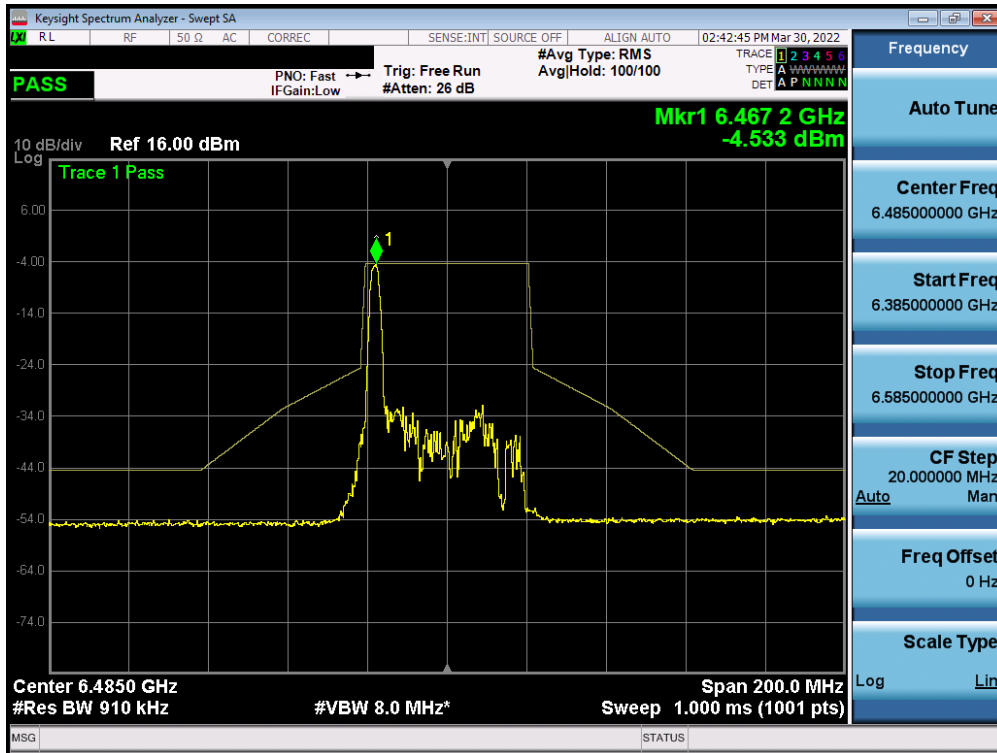 Keysight Spectrum Analyzer - Swept SA
LXI RL RF 50 Ω AC CORREC SENSE:INT SOURCE OFF ALIGN AUTO 02:42:45 PM Mar 30, 2022
PASS
PNO: Fast
IFGain:Low
Trig: Free Run
#Atten: 26 dB
#Avg Type: RMS
Avg|Hold: 100/100
TRACE 1 2 3 4 5 6
TYPE A WWWWW
DET A P N N N N
Mkr1 6.467 2 GHz
-4.533 dBm
10 dB/div Ref 16.00 dBm
Log
Trace 1 Pass
1
6.00
-4.00
-14.0
-24.0
-34.0
-44.0
-54.0
-64.0
-74.0
Center 6.4850 GHz Span 200.0 MHz
#Res BW 910 kHz #VBW 8.0 MHz* Sweep 1.000 ms (1001 pts)
MSG STATUS
Frequency
Auto Tune
Center Freq
6.485000000 GHz
Start Freq
6.385000000 GHz
Stop Freq
6.585000000 GHz
CF Step
20.000000 MHz
Auto Man
Freq Offset
0 Hz
Scale Type
Log Lin